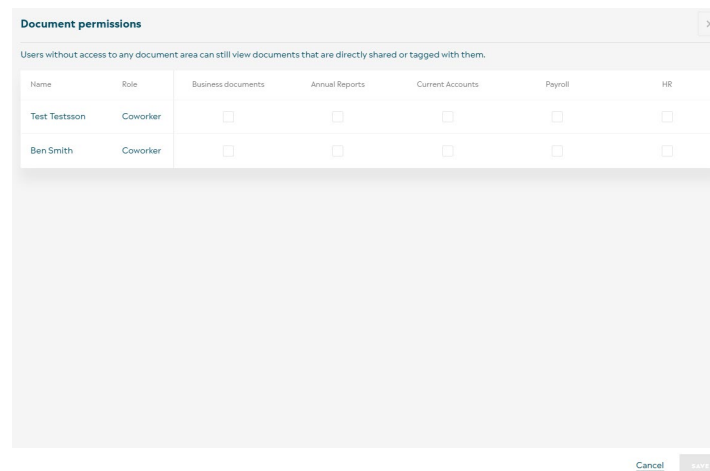 Document permissions
Users without access to any document area can still view documents that are directly shared or tagged with them.
Name Role Business documents Annual Reports Current Accounts Payroll HR
Test Testsson Coworker
Ben Smith Coworker
Cancel SAVE